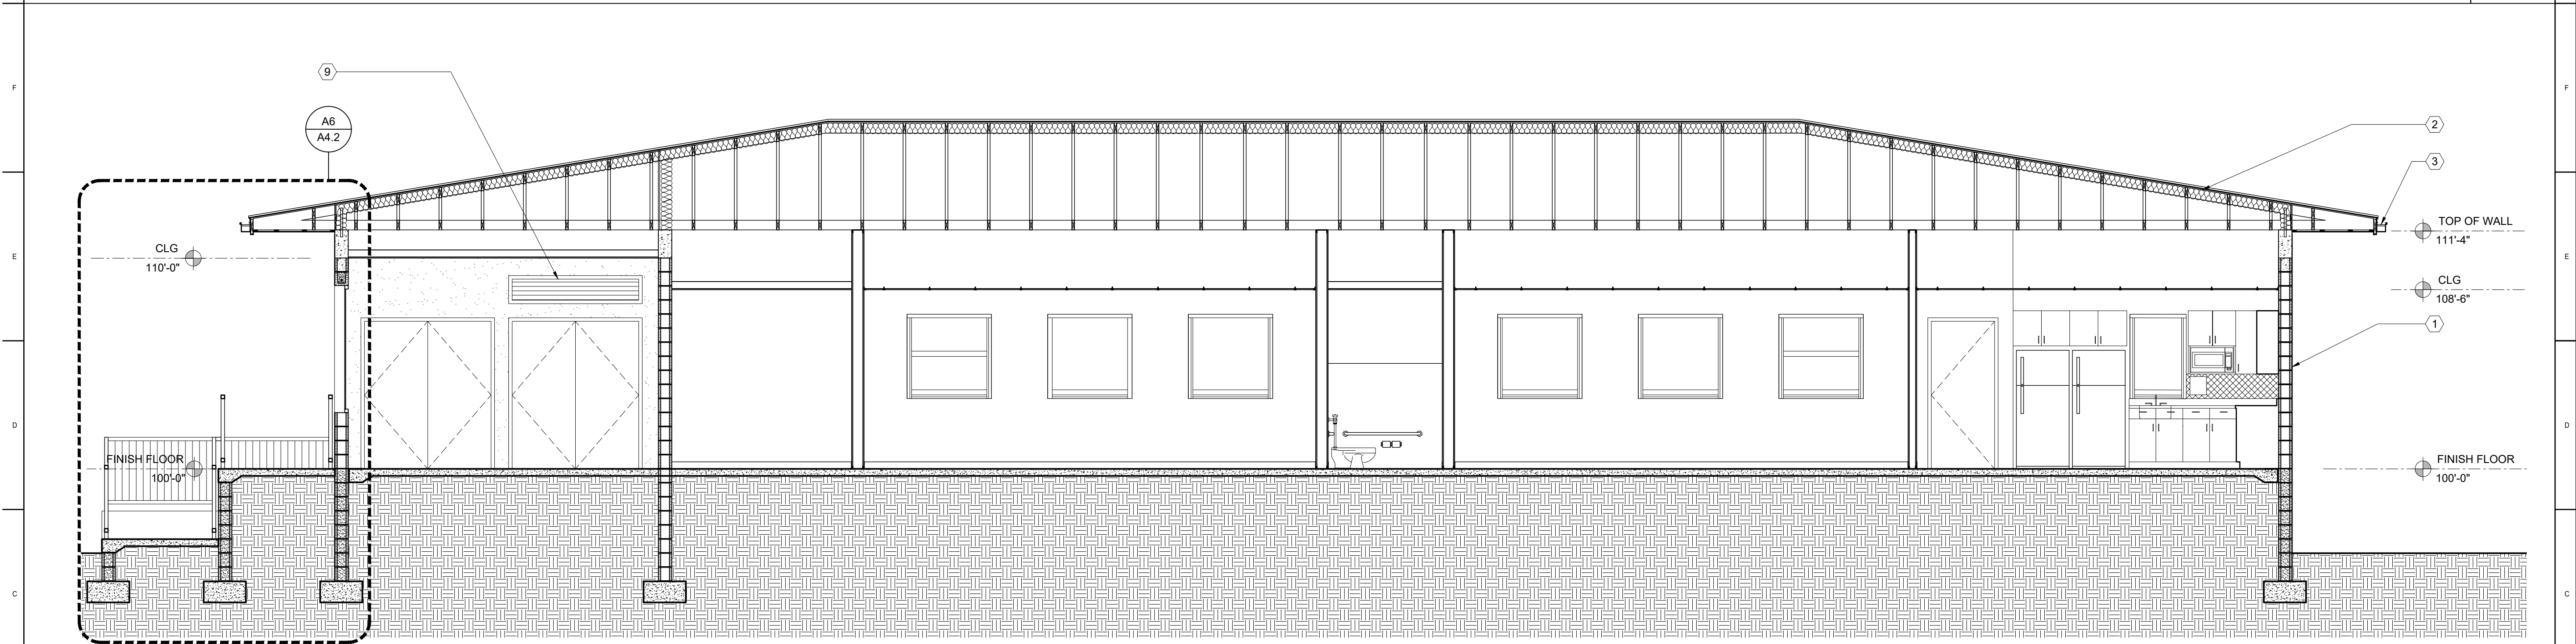 F
F
9
A6
A4.2
2
3
TOP OF WALL
111'-4"
CLG
110'-0"
E
E
CLG
108'-6"
1
D
D
FINISH FLOOR
100'-0"
FINISH FLOOR
100'-0"
C
C